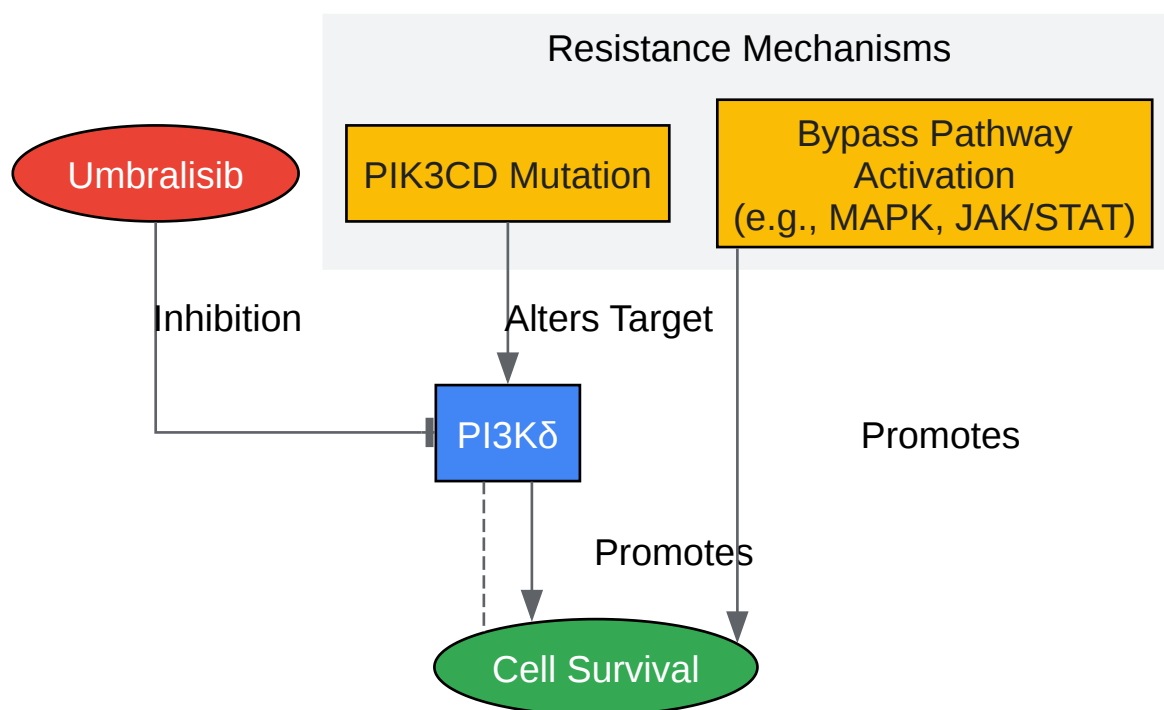 Resistance Mechanisms
Umbralisib
PIK3CD Mutation
Bypass Pathway
Activation
(e.g., MAPK, JAK/STAT)
Inhibition
Alters Target
PI3Kδ
Promotes
Promotes
Cell Survival